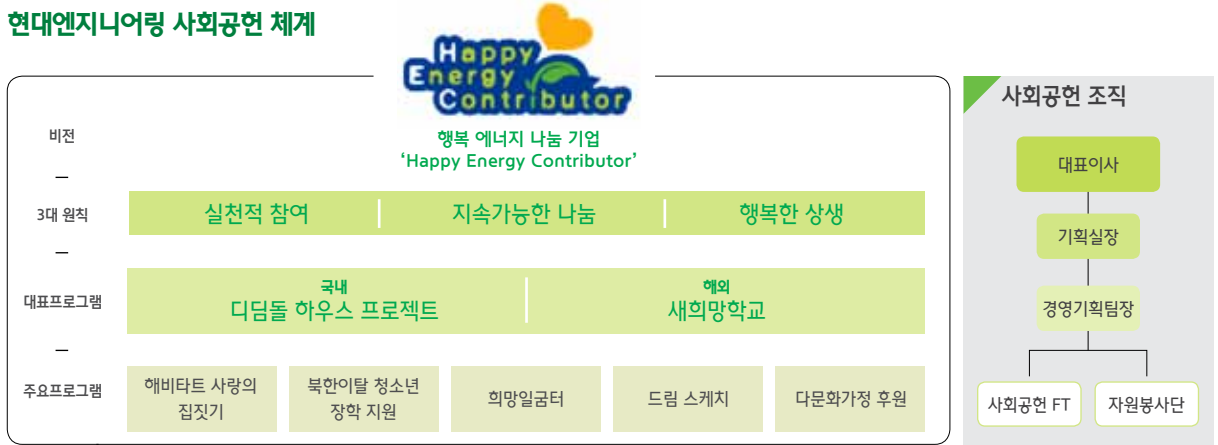 현대엔지니어링 사회공헌 체계
Happy
Energy
Contributor
비전
행복 에너지 나눔 기업
‘Happy Energy Contributor’
3대 원칙
실천적 참여
지속가능한 나눔
행복한 상생
대표프로그램
국내
디딤돌 하우스 프로젝트
해외
새희망학교
주요프로그램
해비타트 사랑의
집짓기
북한이탈 청소년
장학 지원
희망일굼터
드림 스케치
다문화가정 후원
사회공헌 조직
대표이사
기획실장
경영기획팀장
사회공헌 FT
자원봉사단